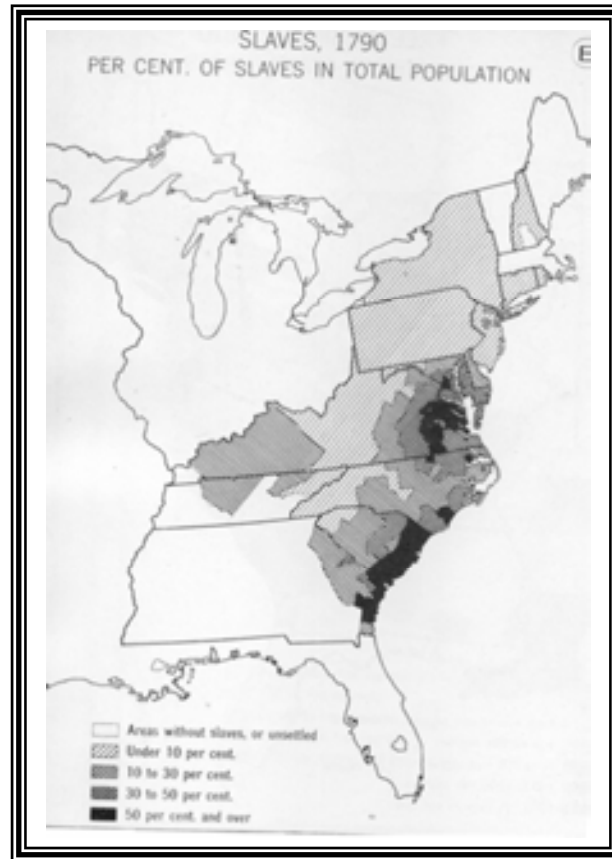 SLAVES, 1790
E
PER CENT. OF SLAVES IN TOTAL POPULATION
Areas without slaves, or unsettled
Under 10 per cent.
10 to 30 per cent.
30 to 50 per cent.
50 per cent. and over